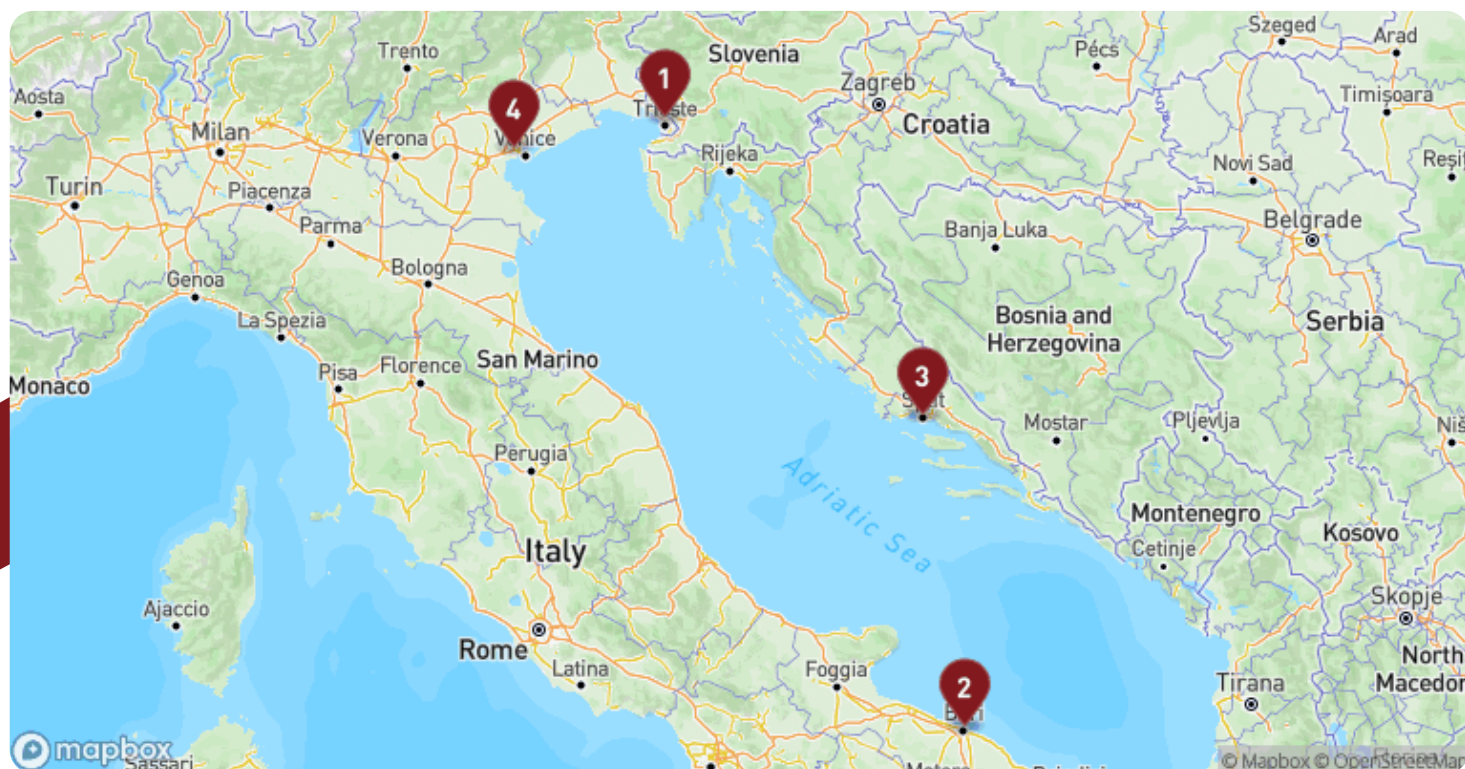 Szeged
Arad
Pécs
Trento
Slovenia
1
Zagreb
Timișoara
Aosta
4
Trieste
Croatia
Milan
Verona
Venice
Rijeka
Novi Sad
Turin
Piacenza
Belgrade
Parma
Banja Luka
Bologna
Genoa
La Spezia
Bosnia and
Herzegovina
Serbia
San Marino
Florence
Pisa
Monaco
3
Split
Mostar
Pljevlja
Perugia
Adriatic Sea
Montenegro
Kosovo
Italy
Cetinje
Ajaccio
Skopje
Rome
Latina
Foggia
2
North
Tirana
Bari
mapbox
Sassari
© Mapbox © OpenStreetMap